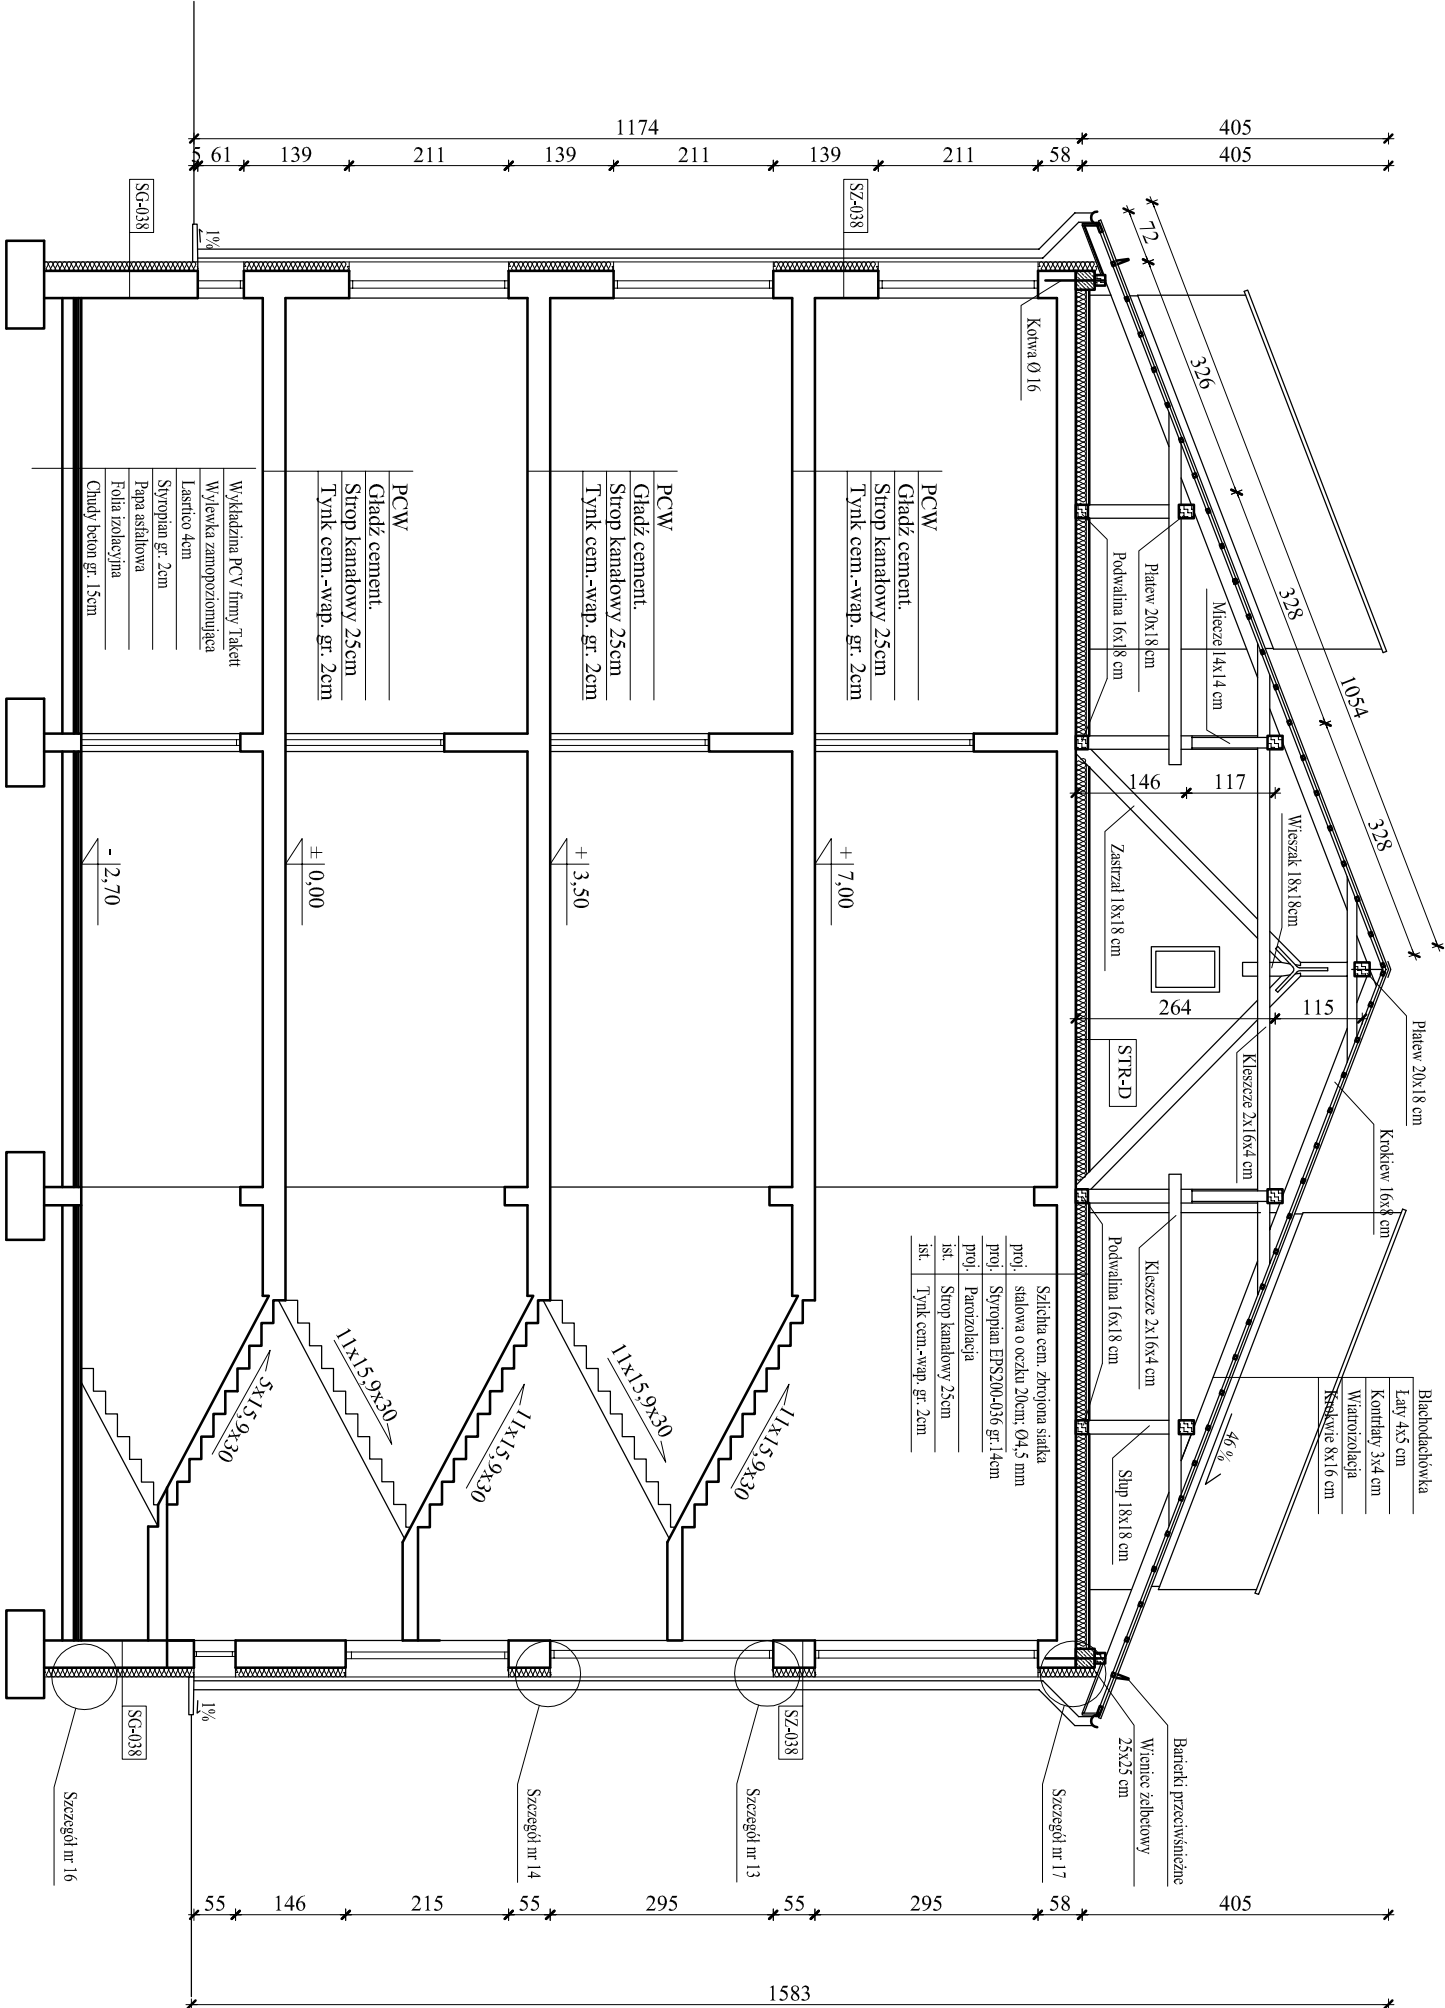 1174
405
5
61
139
211
139
211
139
211
58
405
SG-038
1%
SZ-038
72
326
328
328
1054
Kotwa Ø 16
PCW
Gładź cement.
Strop kanałowy 25cm
Tynk cem.-wap. gr. 2cm
PCW
Gładź cement.
Strop kanałowy 25cm
Tynk cem.-wap. gr. 2cm
PCW
Gładź cement.
Strop kanałowy 25cm
Tynk cem.-wap. gr. 2cm
Wykładzina PCV firmy Takett
Wylewka zamopoziomująca
Lastrico 4cm
Styropian gr. 2cm
Papa asfaltowa
Folia izolacyjna
Chudy beton gr. 15cm
Miecze 14x14 cm
Płatew 20x18 cm
Podwalina 16x18 cm
146
117
Wieszak 18x18cm
Zastrzał 18x18 cm
+ 7,00
+ 3,50
± 0,00
- 2,70
264
115
STR-D
Płatew 20x18 cm
Kleszcze 2x16x4 cm
Krokiew 16x8 cm
Kleszcze 2x16x4 cm
Podwalina 16x18 cm
Słup 18x18 cm
46 %
Blachodachówka
Łaty 4x5 cm
Kontrłaty 3x4 cm
Wiatroizolacja
Krokwie 8x16 cm
Szlichta cem. zbrojona siatka
proj. stalowa o oczku 20cm; Ø4,5 mm
proj. Styropian EPS200-036 gr.14cm
proj. Paroizolacja
ist. Strop kanałowy 25cm
ist. Tynk cem.-wap. gr. 2cm
11x15,9x30
11x15,9x30
11x15,9x30
11x15,9x30
5x15,9x30
1%
SG-038
SZ-038
Barierki przeciwśnieżne
Wieniec żelbetowy
25x25 cm
Szczegół nr 17
Szczegół nr 13
Szczegół nr 14
Szczegół nr 16
55
146
215
55
295
55
295
58
405
1583